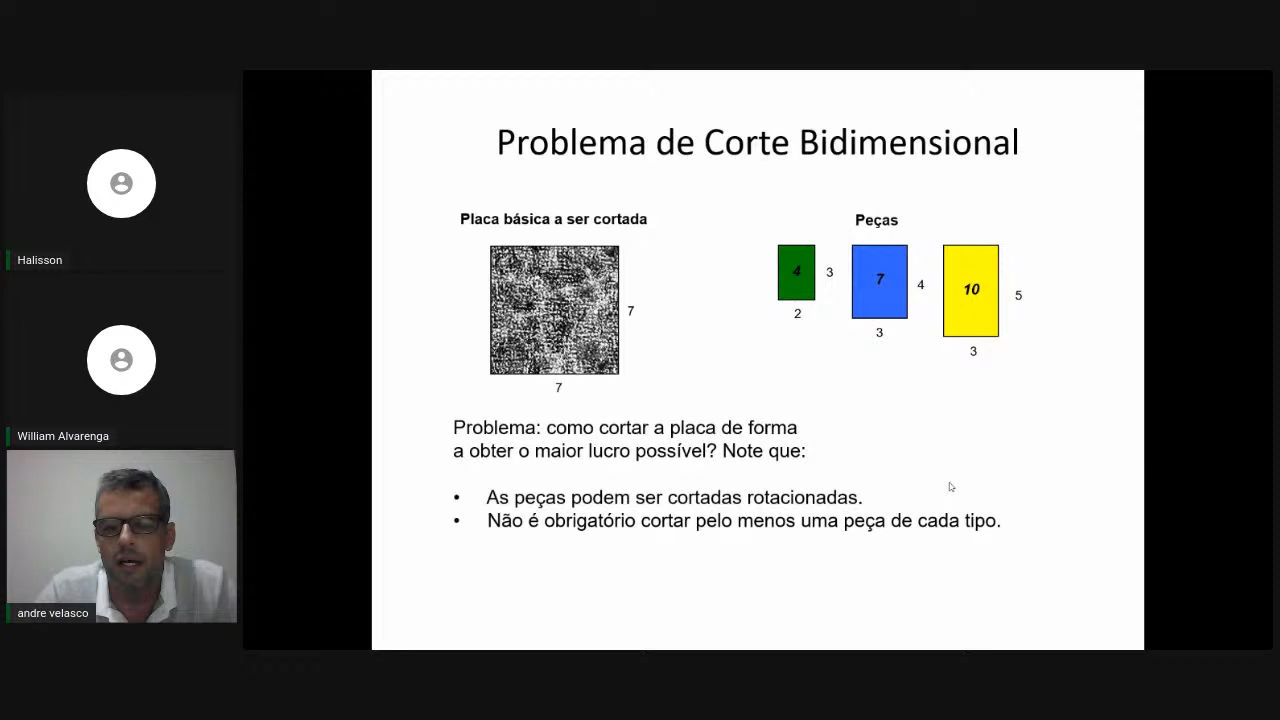 Problema de Corte Bidimensional
Placa básica a ser cortada
Peças
4
3
7
4
10
5
7
2
3
3
7
Problema: como cortar a placa de forma
a obter o maior lucro possível? Note que:
• As peças podem ser cortadas rotacionadas.
• Não é obrigatório cortar pelo menos uma peça de cada tipo.
Halisson
William Alvarenga
andre velasco